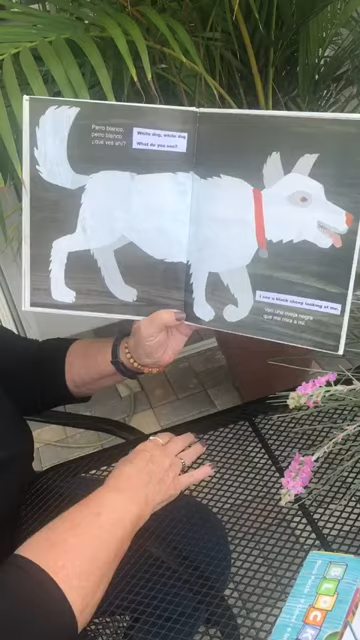 Perro blanco,
perro blanco,
¿Qué ves ahí?
White dog, white dog
What do you see?
I see a black sheep looking at me.
Veo una oveja negra
que me mira a mí.